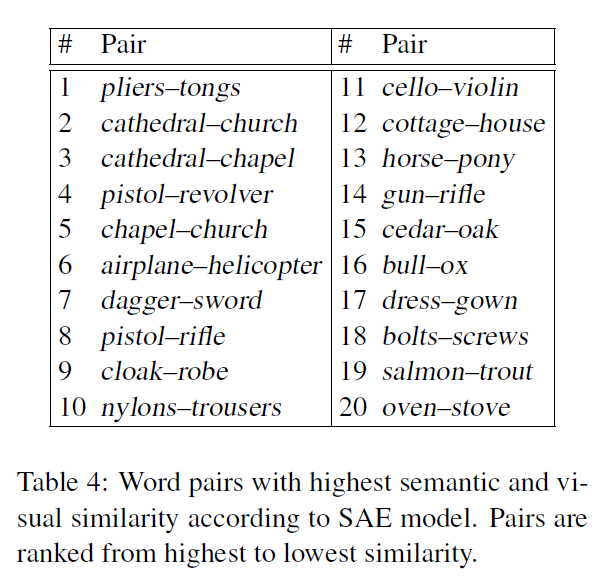 # Pair # Pair
1 pliers–tongs 11 cello–violin
2 cathedral–church 12 cottage–house
3 cathedral–chapel 13 horse–pony
4 pistol–revolver 14 gun–rifle
5 chapel–church 15 cedar–oak
6 airplane–helicopter 16 bull–ox
7 dagger–sword 17 dress–gown
8 pistol–rifle 18 bolts–screws
9 cloak–robe 19 salmon–trout
10 nylons–trousers 20 oven–stove
Table 4: Word pairs with highest semantic and vi-
sual similarity according to SAE model. Pairs are
ranked from highest to lowest similarity.